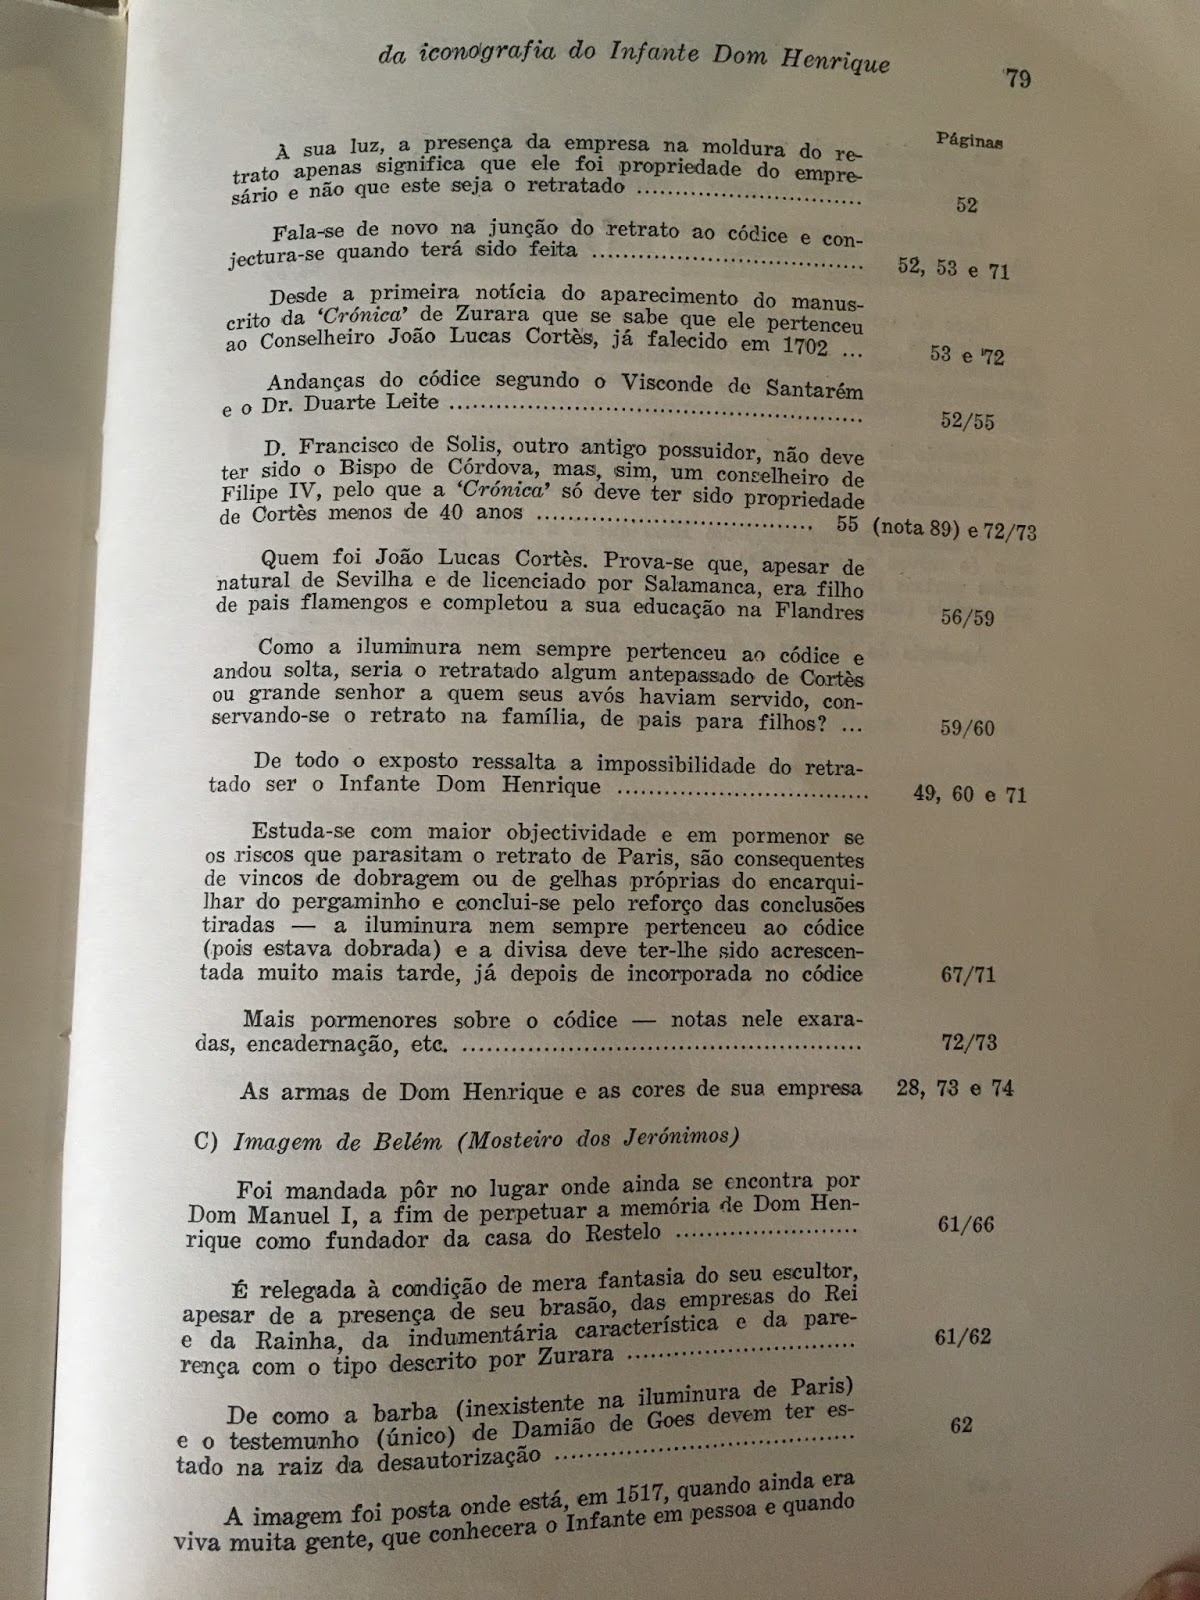 da iconografia do Infante Dom Henrique 79
Páginas
À sua luz, a presença da empresa na moldura do re-
trato apenas significa que ele foi propriedade do empre-
sário e não que este seja o retratado ................................ 52
Fala-se de novo na junção do retrato ao códice e con-
jectura-se quando terá sido feita ................................ 52, 53 e 71
Desde a primeira notícia do aparecimento do manus-
crito da ‘Crónica’ de Zurara que se sabe que ele pertenceu
ao Conselheiro João Lucas Cortès, já falecido em 1702 ... 53 e 72
Andanças do códice segundo o Visconde de Santarém
e o Dr. Duarte Leite ................................ 52/55
D. Francisco de Solis, outro antigo possuidor, não deve
ter sido o Bispo de Córdova, mas, sim, um conselheiro de
Filipe IV, pelo que a ‘Crónica’ só deve ter sido propriedade
de Cortès menos de 40 anos ................................ 55 (nota 89) e 72/73
Quem foi João Lucas Cortès. Prova-se que, apesar de
natural de Sevilha e de licenciado por Salamanca, era filho
de pais flamengos e completou a sua educação na Flandres 56/59
Como a iluminura nem sempre pertenceu ao códice e
andou solta, seria o retratado algum antepassado de Cortès
ou grande senhor a quem seus avós haviam servido, con-
servando-se o retrato na família, de pais para filhos? ... 59/60
De todo o exposto ressalta a impossibilidade do retra-
tado ser o Infante Dom Henrique ................................ 49, 60 e 71
Estuda-se com maior objectividade e em pormenor se
os riscos que parasitam o retrato de Paris, são consequentes
de vincos de dobragem ou de gelhas próprias do encarqui-
lhar do pergaminho e conclui-se pelo reforço das conclusões
tiradas — a iluminura nem sempre pertenceu ao códice
(pois estava dobrada) e a divisa deve ter-lhe sido acrescen-
tada muito mais tarde, já depois de incorporada no códice 67/71
Mais pormenores sobre o códice — notas nele exara-
das, encadernação, etc. ................................ 72/73
As armas de Dom Henrique e as cores de sua empresa 28, 73 e 74
C) Imagem de Belém (Mosteiro dos Jerónimos)
Foi mandada pôr no lugar onde ainda se encontra por
Dom Manuel I, a fim de perpetuar a memória de Dom Hen-
rique como fundador da casa do Restelo ........................ 61/66
É relegada à condição de mera fantasia do seu escultor,
apesar de a presença de seu brasão, das empresas do Rei
e da Rainha, da indumentária característica e da pare-
rença com o tipo descrito por Zurara ............................ 61/62
De como a barba (inexistente na iluminura de Paris)
e o testemunho (único) de Damião de Goes devem ter es-
tado na raiz da desautorização ................................ 62
A imagem foi posta onde está, em 1517, quando ainda era
viva muita gente, que conhecera o Infante em pessoa e quando